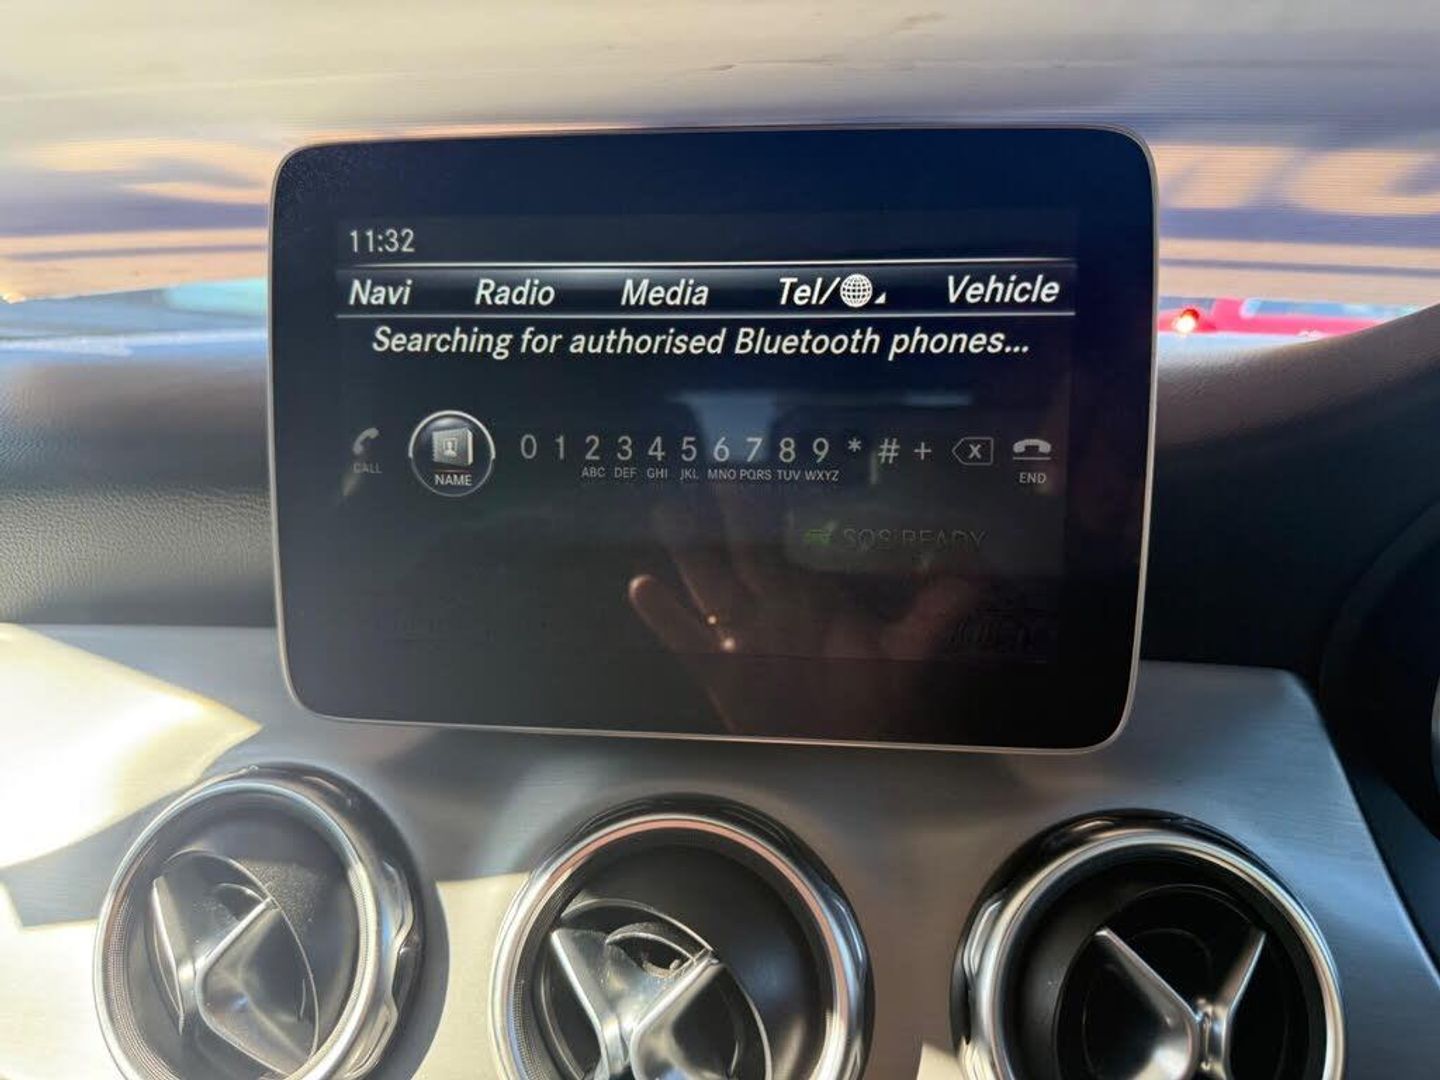 11:32
Navi Radio Media Tel/ Vehicle
Searching for authorised Bluetooth phones...
0 1 2 3 4 5 6 7 8 9 * # +
CALL NAME ABC DEF GHI JKL MNO PQRS TUV WXYZ X END
SOS READY